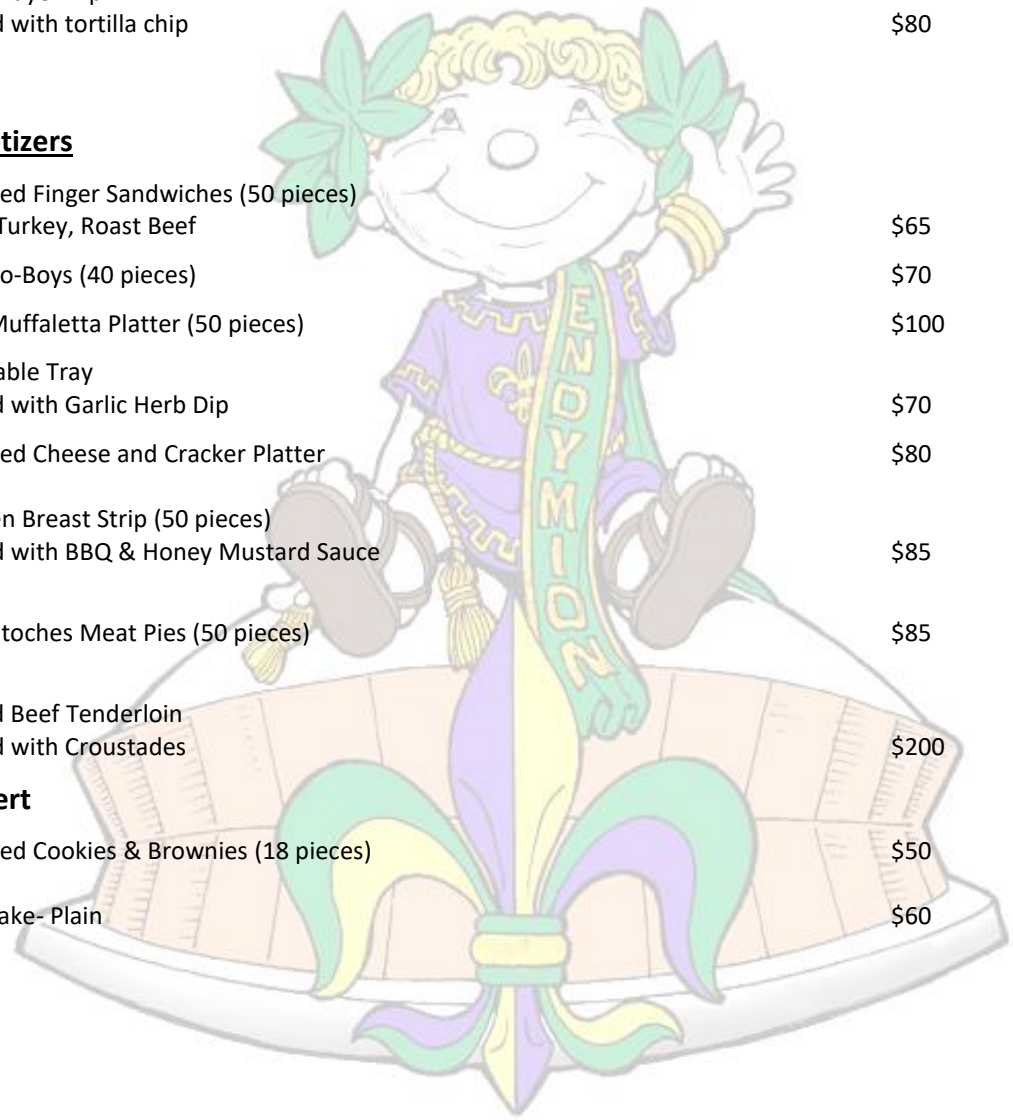 d with tortilla chip $80
tizers
ed Finger Sandwiches (50 pieces)
Turkey, Roast Beef $65
o-Boys (40 pieces) $70
Muffaletta Platter (50 pieces) $100
able Tray
d with Garlic Herb Dip $70
ed Cheese and Cracker Platter $80
en Breast Strip (50 pieces)
d with BBQ & Honey Mustard Sauce $85
toches Meat Pies (50 pieces) $85
d Beef Tenderloin
d with Croustades $200
ert
ed Cookies & Brownies (18 pieces) $50
ake- Plain $60
ENDYMION